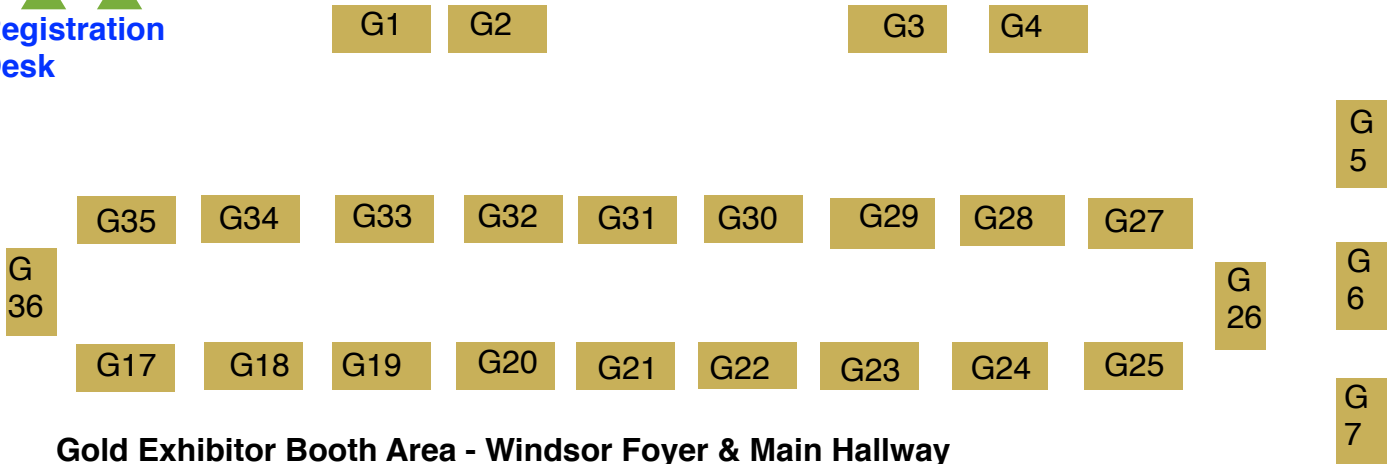 egistration
esk
G1 G2 G3 G4
G
5
G35 G34 G33 G32 G31 G30 G29 G28 G27
G
36
G
26
G
6
G17 G18 G19 G20 G21 G22 G23 G24 G25
G
7
Gold Exhibitor Booth Area - Windsor Foyer & Main Hallway